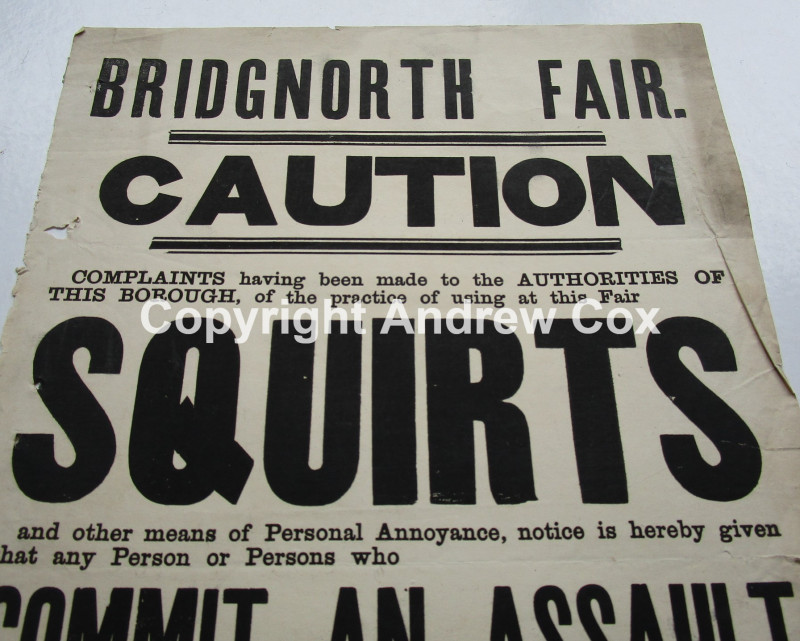 BRIDGNORTH FAIR.
CAUTION
COMPLAINTS having been made to the AUTHORITIES OF
THIS BOROUGH, of the practice of using at this Fair
Copyright Andrew Cox
SQUIRTS
and other means of Personal Annoyance, notice is hereby given
hat any Person or Persons who
COMMIT AN ASSAULT